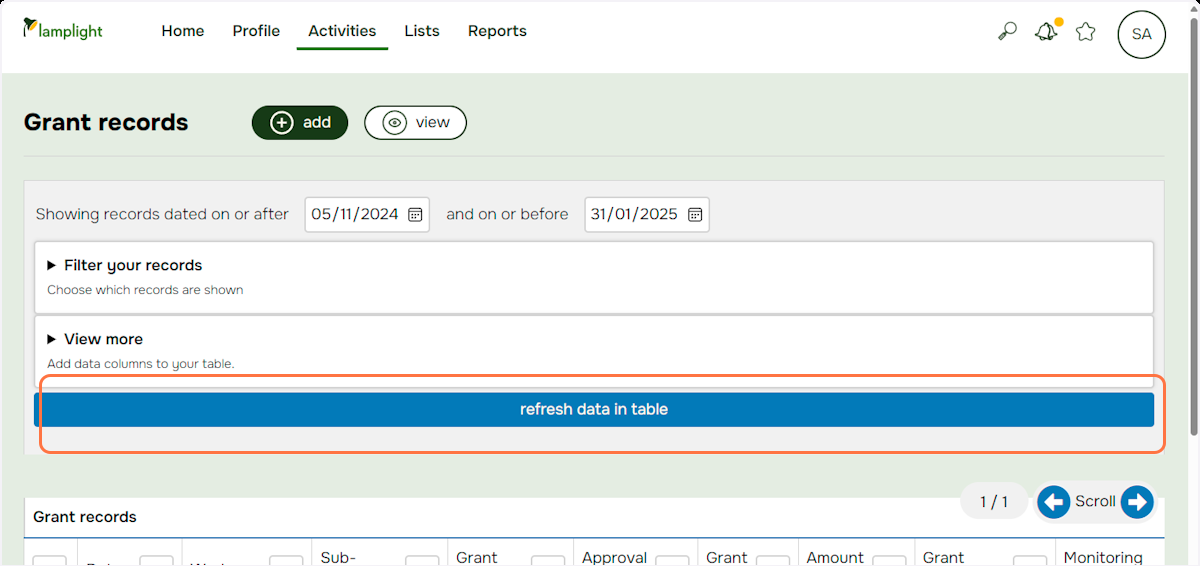 lamplight
Home Profile Activities Lists Reports
SA
Grant records
add
view
Showing records dated on or after 05/11/2024 and on or before 31/01/2025
Filter your records
Choose which records are shown
View more
Add data columns to your table.
refresh data in table
1 / 1
Scroll
Grant records
Sub-
Grant
Approval
Grant
Amount
Grant
Monitoring